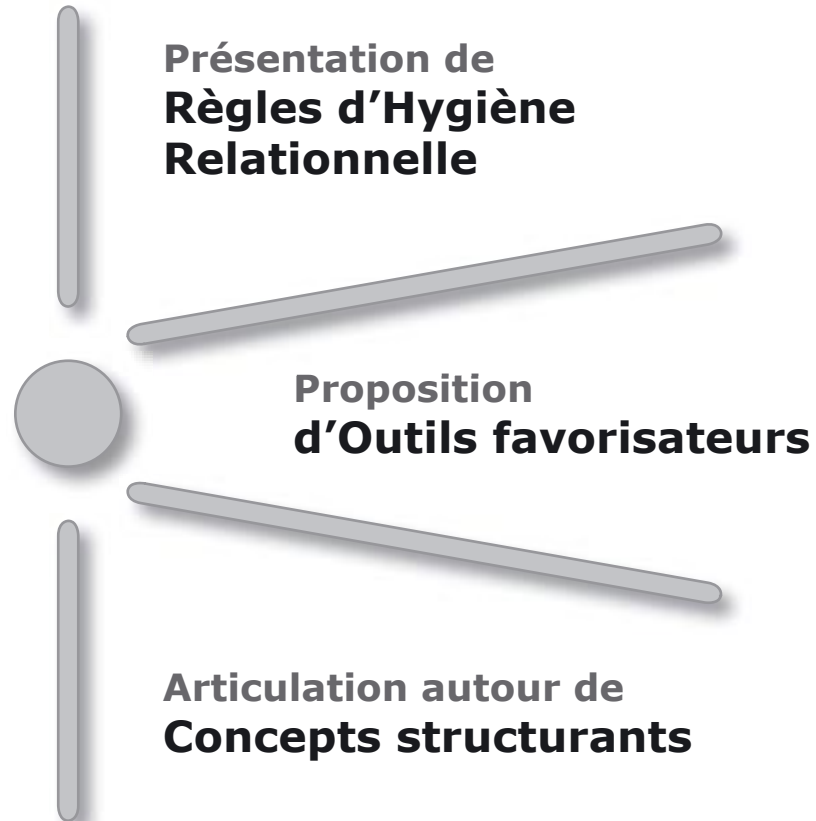 Présentation de
Règles d’Hygiène
Relationnelle
Proposition
d’Outils favorisateurs
Articulation autour de
Concepts structurants